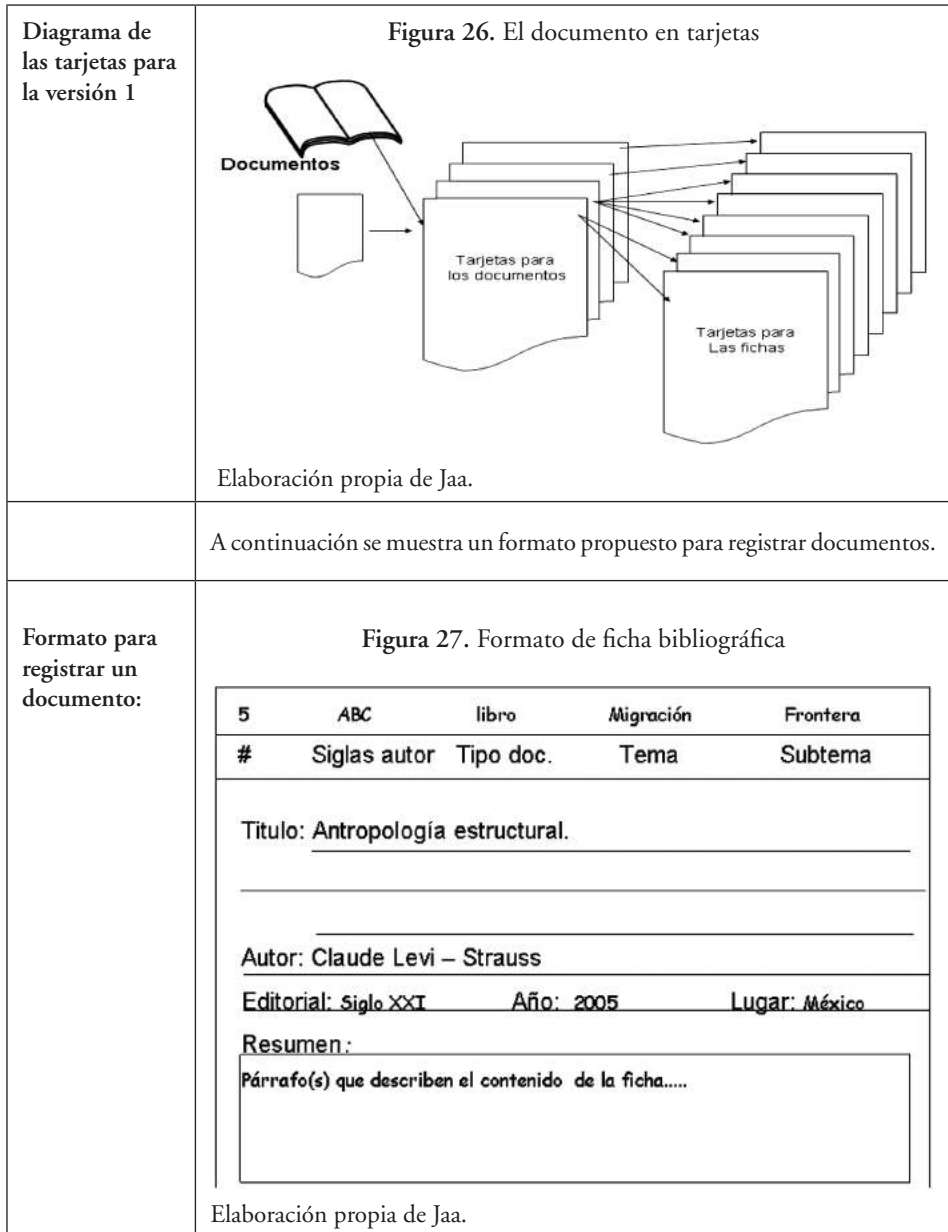 Diagrama de
las tarjetas para
la versión 1
Figura 26. El documento en tarjetas
Documentos
Tarjetas para
los documentos
Tarjetas para
Las fichas
Elaboración propia de Jaa.
A continuación se muestra un formato propuesto para registrar documentos.
Formato para
registrar un
documento:
Figura 27. Formato de ficha bibliográfica
5 ABC libro Migración Frontera
# Siglas autor Tipo doc. Tema Subtema
Titulo: Antropología estructural.
Autor: Claude Levi – Strauss
Editorial: Siglo XXI Año: 2005 Lugar: México
Resumen:
Párrafo(s) que describen el contenido de la ficha.....
Elaboración propia de Jaa.